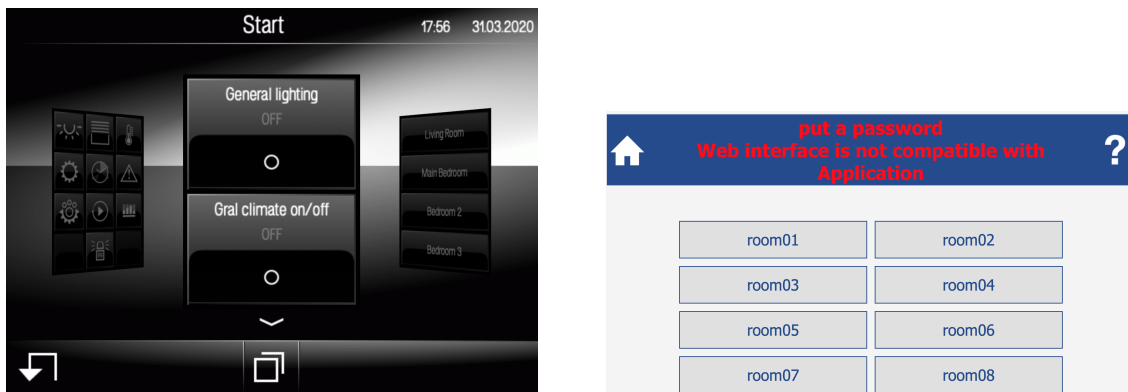 Start
17:56 31.03.2020
General lighting
OFF
Gral climate on/off
OFF
Living Room
Main Bedroom
Bedroom 2
Bedroom 3
put a password
Web interface is not compatible with
Application
?
room01 room02
room03 room04
room05 room06
room07 room08